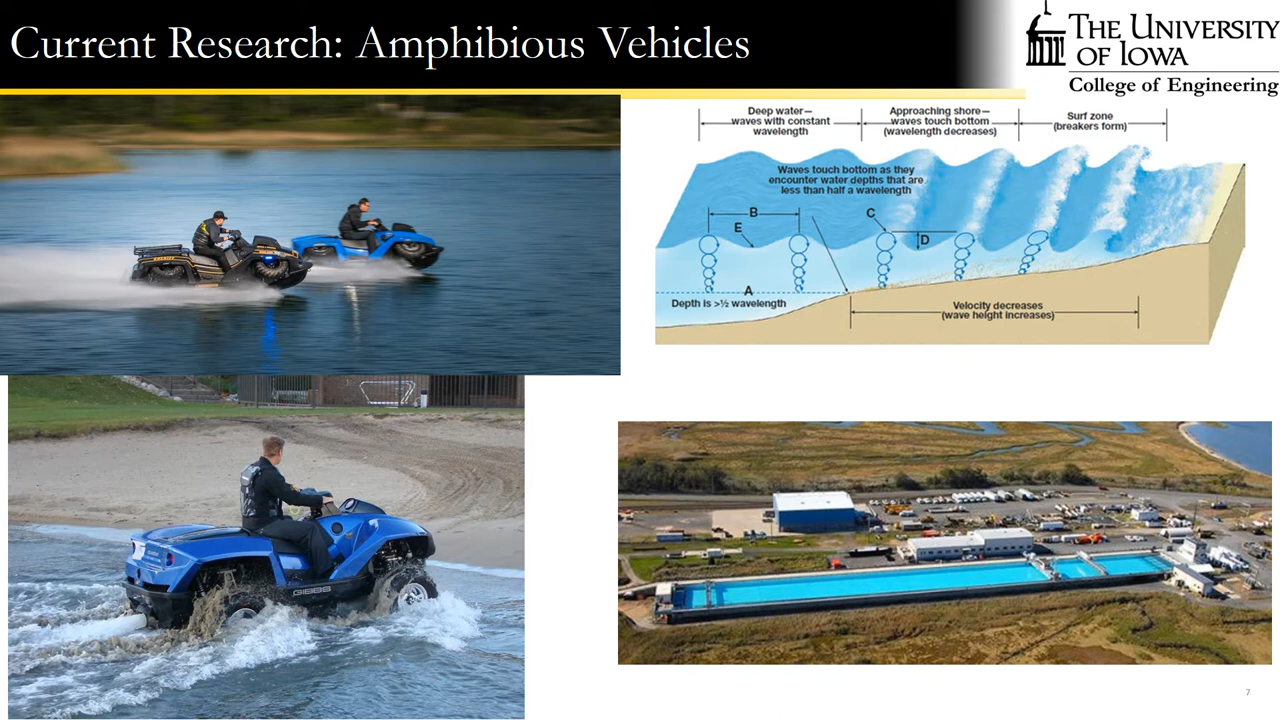 Current Research: Amphibious Vehicles
THE UNIVERSITY
OF IOWA
College of Engineering
Deep water—
waves with constant
wavelength
Approaching shore—
waves touch bottom
(wavelength decreases)
Surf zone
(breakers form)
Waves touch bottom as they
encounter water depths that are
less than half a wavelength
B
C
E
D
A
Depth is >½ wavelength
Velocity decreases
(wave height increases)
GIBBS
7